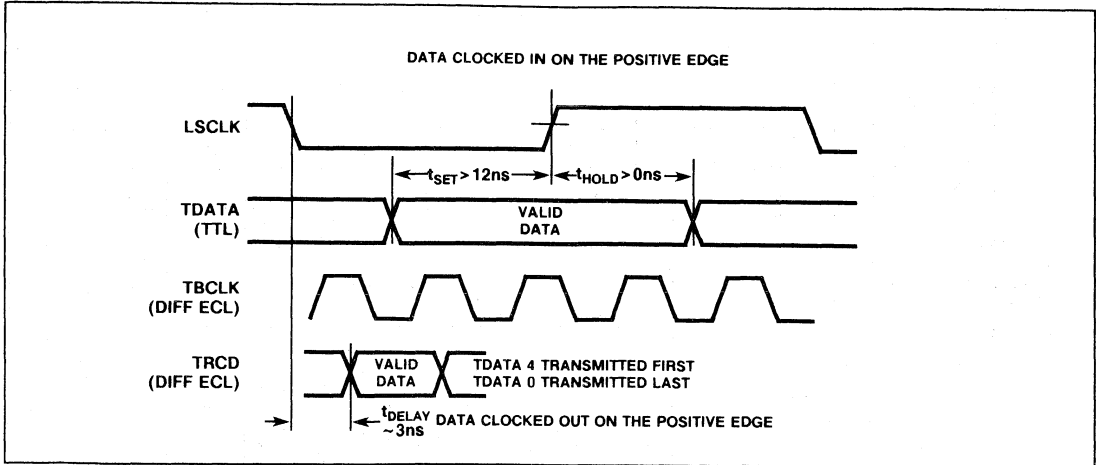 DATA CLOCKED IN ON THE POSITIVE EDGE
LSCLK
tSET > 12ns
tHOLD > 0ns
TDATA
(TTL)
VALID
DATA
TBCLK
(DIFF ECL)
TRCD
(DIFF ECL)
VALID
DATA
TDATA 4 TRANSMITTED FIRST
TDATA 0 TRANSMITTED LAST
tDELAY
~3ns
DATA CLOCKED OUT ON THE POSITIVE EDGE